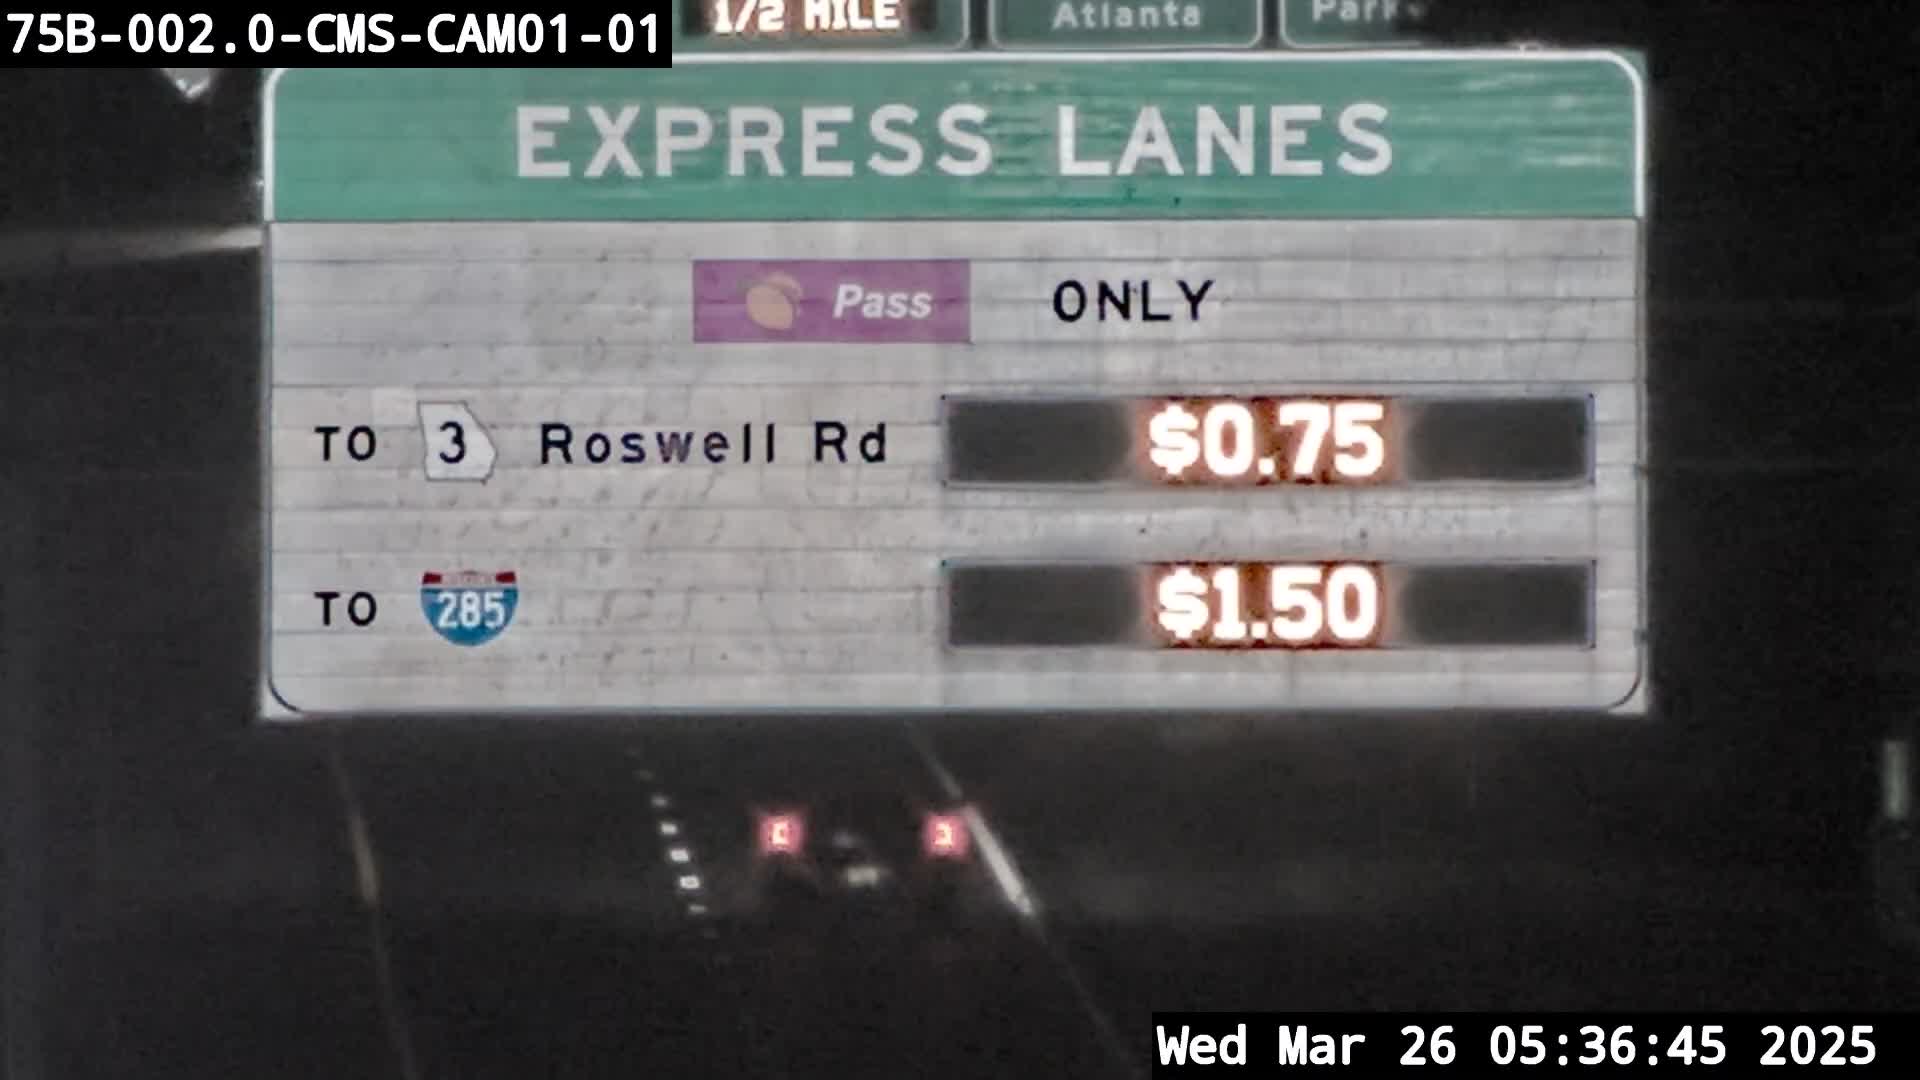 75B-002.0-CMS-CAM01-01
1/2 MILE
Atlanta
EXPRESS LANES
Pass ONLY
TO 3 Roswell Rd $0.75
TO 285 $1.50
Wed Mar 26 05:36:45 2025